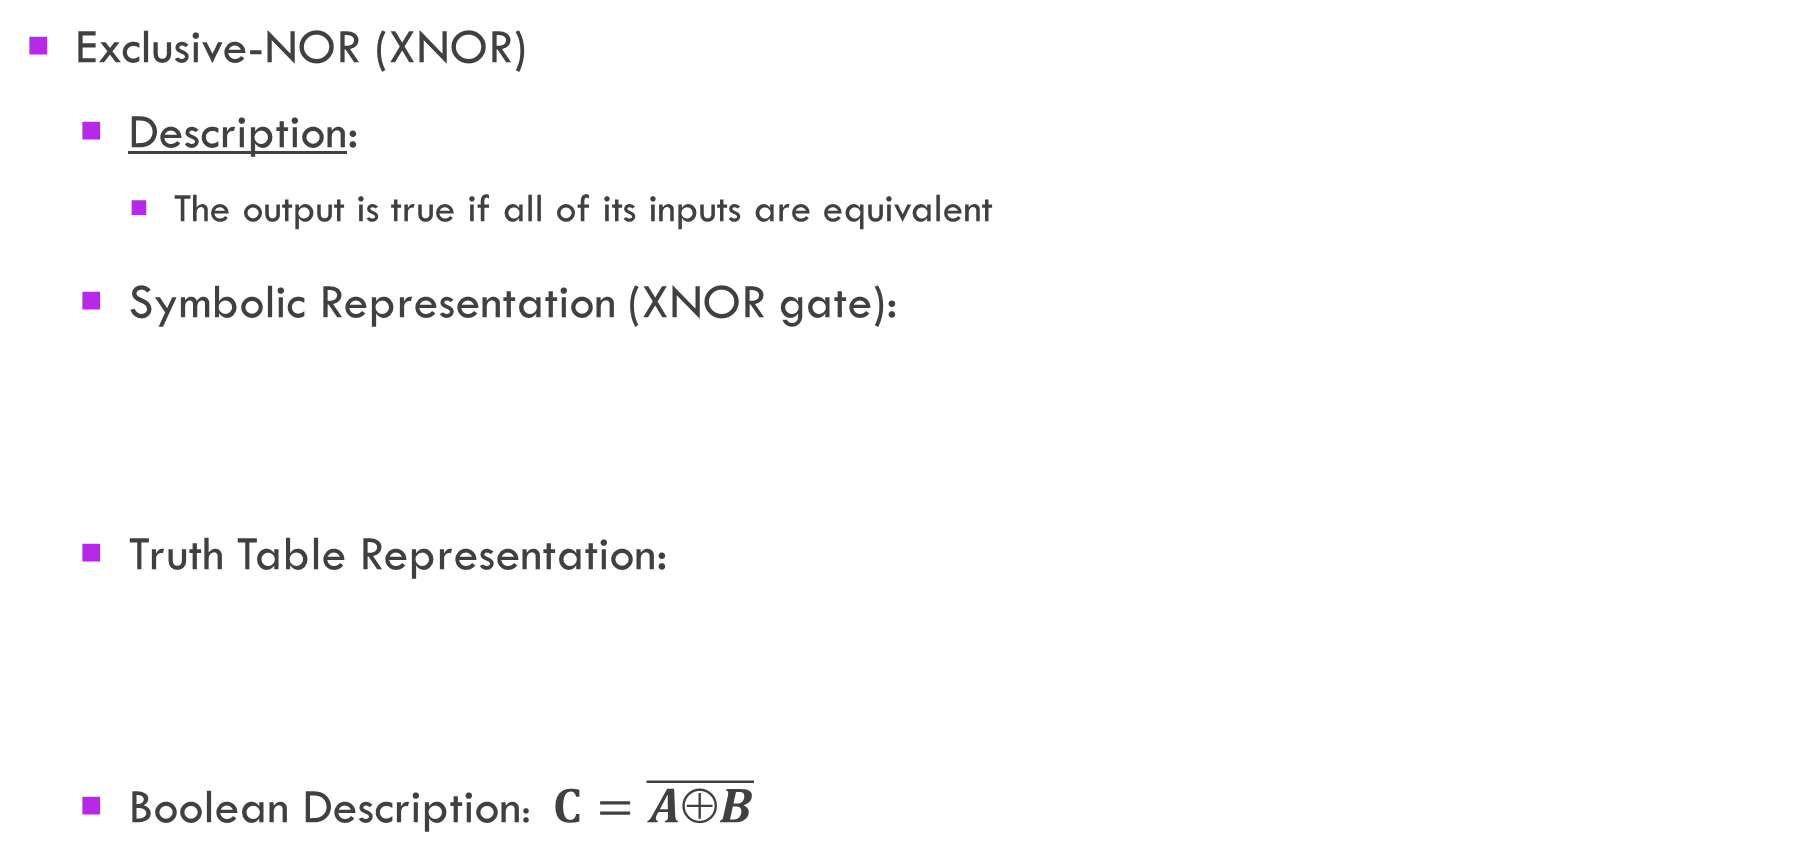 Exclusive-NOR (XNOR)
Description:
The output is true if all of its inputs are equivalent
Symbolic Representation (XNOR gate):
Truth Table Representation:
Boolean Description: C = \overline{A⊕B}